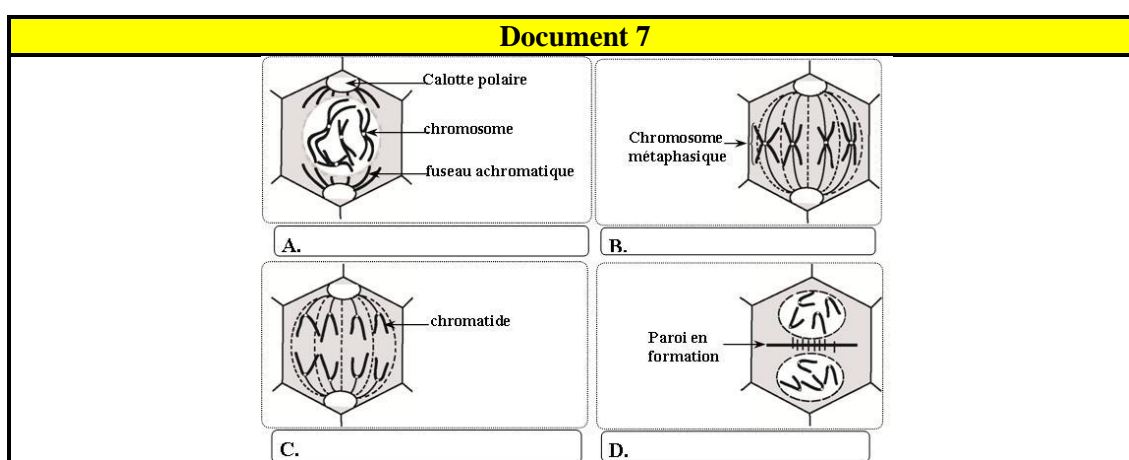 Document 7
Calotte polaire
chromosome
fuseau achromatique
Chromosome
métaphasique
A.
B.
chromatide
Paroi en
formation
C.
D.